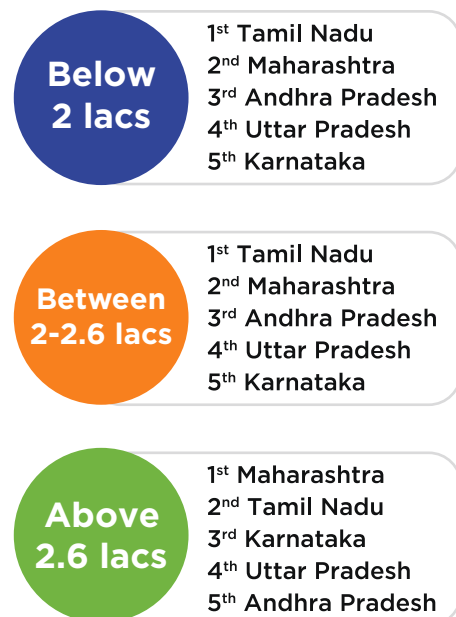 Below
2 lacs
1st Tamil Nadu
2nd Maharashtra
3rd Andhra Pradesh
4th Uttar Pradesh
5th Karnataka
Between
2-2.6 lacs
1st Tamil Nadu
2nd Maharashtra
3rd Andhra Pradesh
4th Uttar Pradesh
5th Karnataka
Above
2.6 lacs
1st Maharashtra
2nd Tamil Nadu
3rd Karnataka
4th Uttar Pradesh
5th Andhra Pradesh